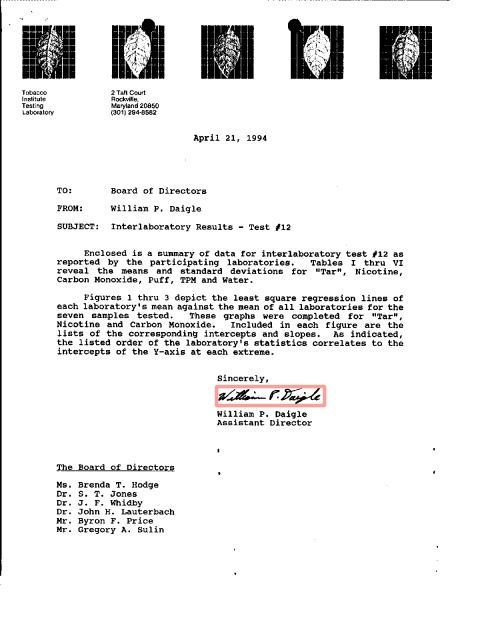 Tobacco
Institute
Testing
Laboratory
2 Taft Court
Rockville,
Maryland 20850
(301) 294-8582
April 21, 1994
TO: Board of Directors
FROM: William P. Daigle
SUBJECT: Interlaboratory Results - Test #12
Enclosed is a summary of data for interlaboratory test #12 as
reported by the participating laboratories. Tables I thru VI
reveal the means and standard deviations for "Tar", Nicotine,
Carbon Monoxide, Puff, TPM and Water.
Figures 1 thru 3 depict the least square regression lines of
each laboratory's mean against the mean of all laboratories for the
seven samples tested. These graphs were completed for "Tar",
Nicotine and Carbon Monoxide. Included in each figure are the
lists of the corresponding intercepts and slopes. As indicated,
the listed order of the laboratory's statistics correlates to the
intercepts of the Y-axis at each extreme.
Sincerely,
William P. Daigle
William P. Daigle
Assistant Director
The Board of Directors
Ms. Brenda T. Hodge
Dr. S. T. Jones
Dr. J. F. Whidby
Dr. John H. Lauterbach
Mr. Byron F. Price
Mr. Gregory A. Sulin